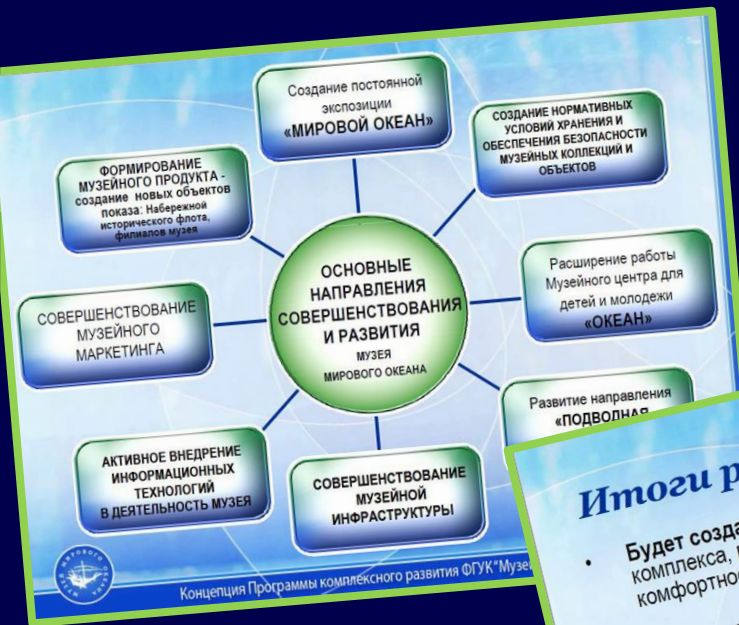 Создание постоянной
экспозиции
«МИРОВОЙ ОКЕАН»
СОЗДАНИЕ НОРМАТИВНЫХ
УСЛОВИЙ ХРАНЕНИЯ И
ОБЕСПЕЧЕНИЯ БЕЗОПАСНОСТИ
МУЗЕЙНЫХ КОЛЛЕКЦИЙ И
ОБЪЕКТОВ
ФОРМИРОВАНИЕ
МУЗЕЙНОГО ПРОДУКТА -
создание новых объектов
показа: Набережной
исторического флота,
филиалов музея
ОСНОВНЫЕ
НАПРАВЛЕНИЯ
СОВЕРШЕНСТВОВАНИЯ
И РАЗВИТИЯ
МУЗЕЯ
МИРОВОГО ОКЕАНА
Расширение работы
Музейного центра для
детей и молодежи
«ОКЕАН»
СОВЕРШЕНСТВОВАНИЕ
МУЗЕЙНОГО
МАРКЕТИНГА
Развитие направления
«ПОДВОДНАЯ
АКТИВНОЕ ВНЕДРЕНИЕ
ИНФОРМАЦИОННЫХ
ТЕХНОЛОГИЙ
В ДЕЯТЕЛЬНОСТЬ МУЗЕЯ
СОВЕРШЕНСТВОВАНИЕ
МУЗЕЙНОЙ
ИНФРАСТРУКТУРЫ
МУЗЕЙ МИРОВОГО ОКЕАНА
Концепция Программы комплексного развития ФГУК "Музе
Итоги р
• Будет созда
комплекса,
комфортно